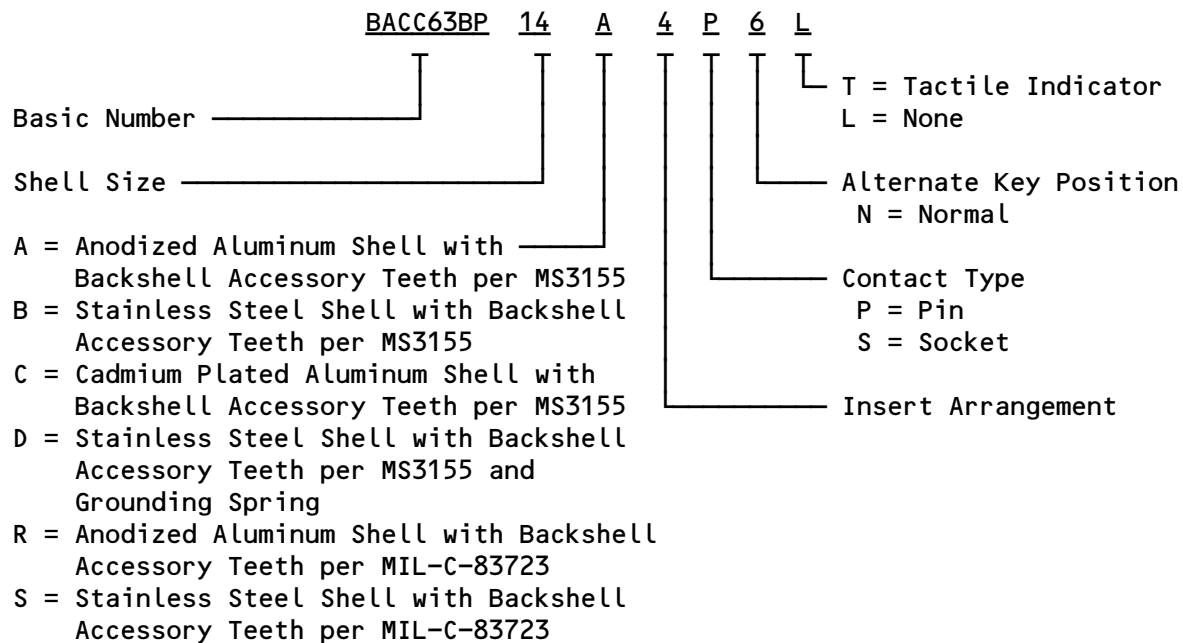 BACC63BP 14 A 4 P 6 L
T = Tactile Indicator
L = None
Basic Number
Shell Size
Alternate Key Position
N = Normal
A = Anodized Aluminum Shell with
Backshell Accessory Teeth per MS3155
B = Stainless Steel Shell with Backshell
Accessory Teeth per MS3155
C = Cadmium Plated Aluminum Shell with
Backshell Accessory Teeth per MS3155
D = Stainless Steel Shell with Backshell
Accessory Teeth per MS3155 and
Grounding Spring
R = Anodized Aluminum Shell with Backshell
Accessory Teeth per MIL-C-83723
S = Stainless Steel Shell with Backshell
Accessory Teeth per MIL-C-83723
Contact Type
P = Pin
S = Socket
Insert Arrangement